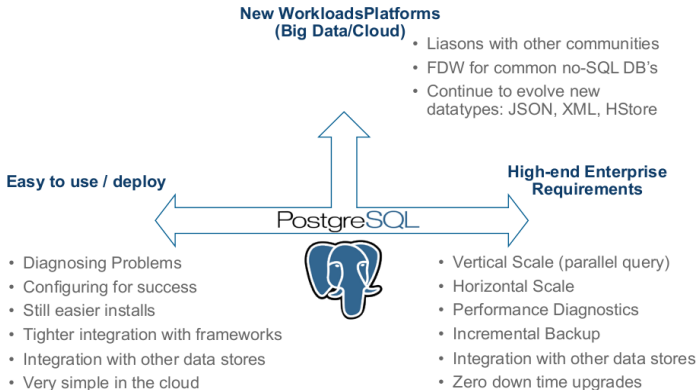 New WorkloadsPlatforms
(Big Data/Cloud)
• Liasons with other communities
• FDW for common no-SQL DB's
• Continue to evolve new
datatypes: JSON, XML, HStore
Easy to use / deploy
High-end Enterprise
Requirements
PostgreSQL
• Diagnosing Problems
• Configuring for success
• Still easier installs
• Tighter integration with frameworks
• Integration with other data stores
• Very simple in the cloud
• Vertical Scale (parallel query)
• Horizontal Scale
• Performance Diagnostics
• Incremental Backup
• Integration with other data stores
• Zero down time upgrades